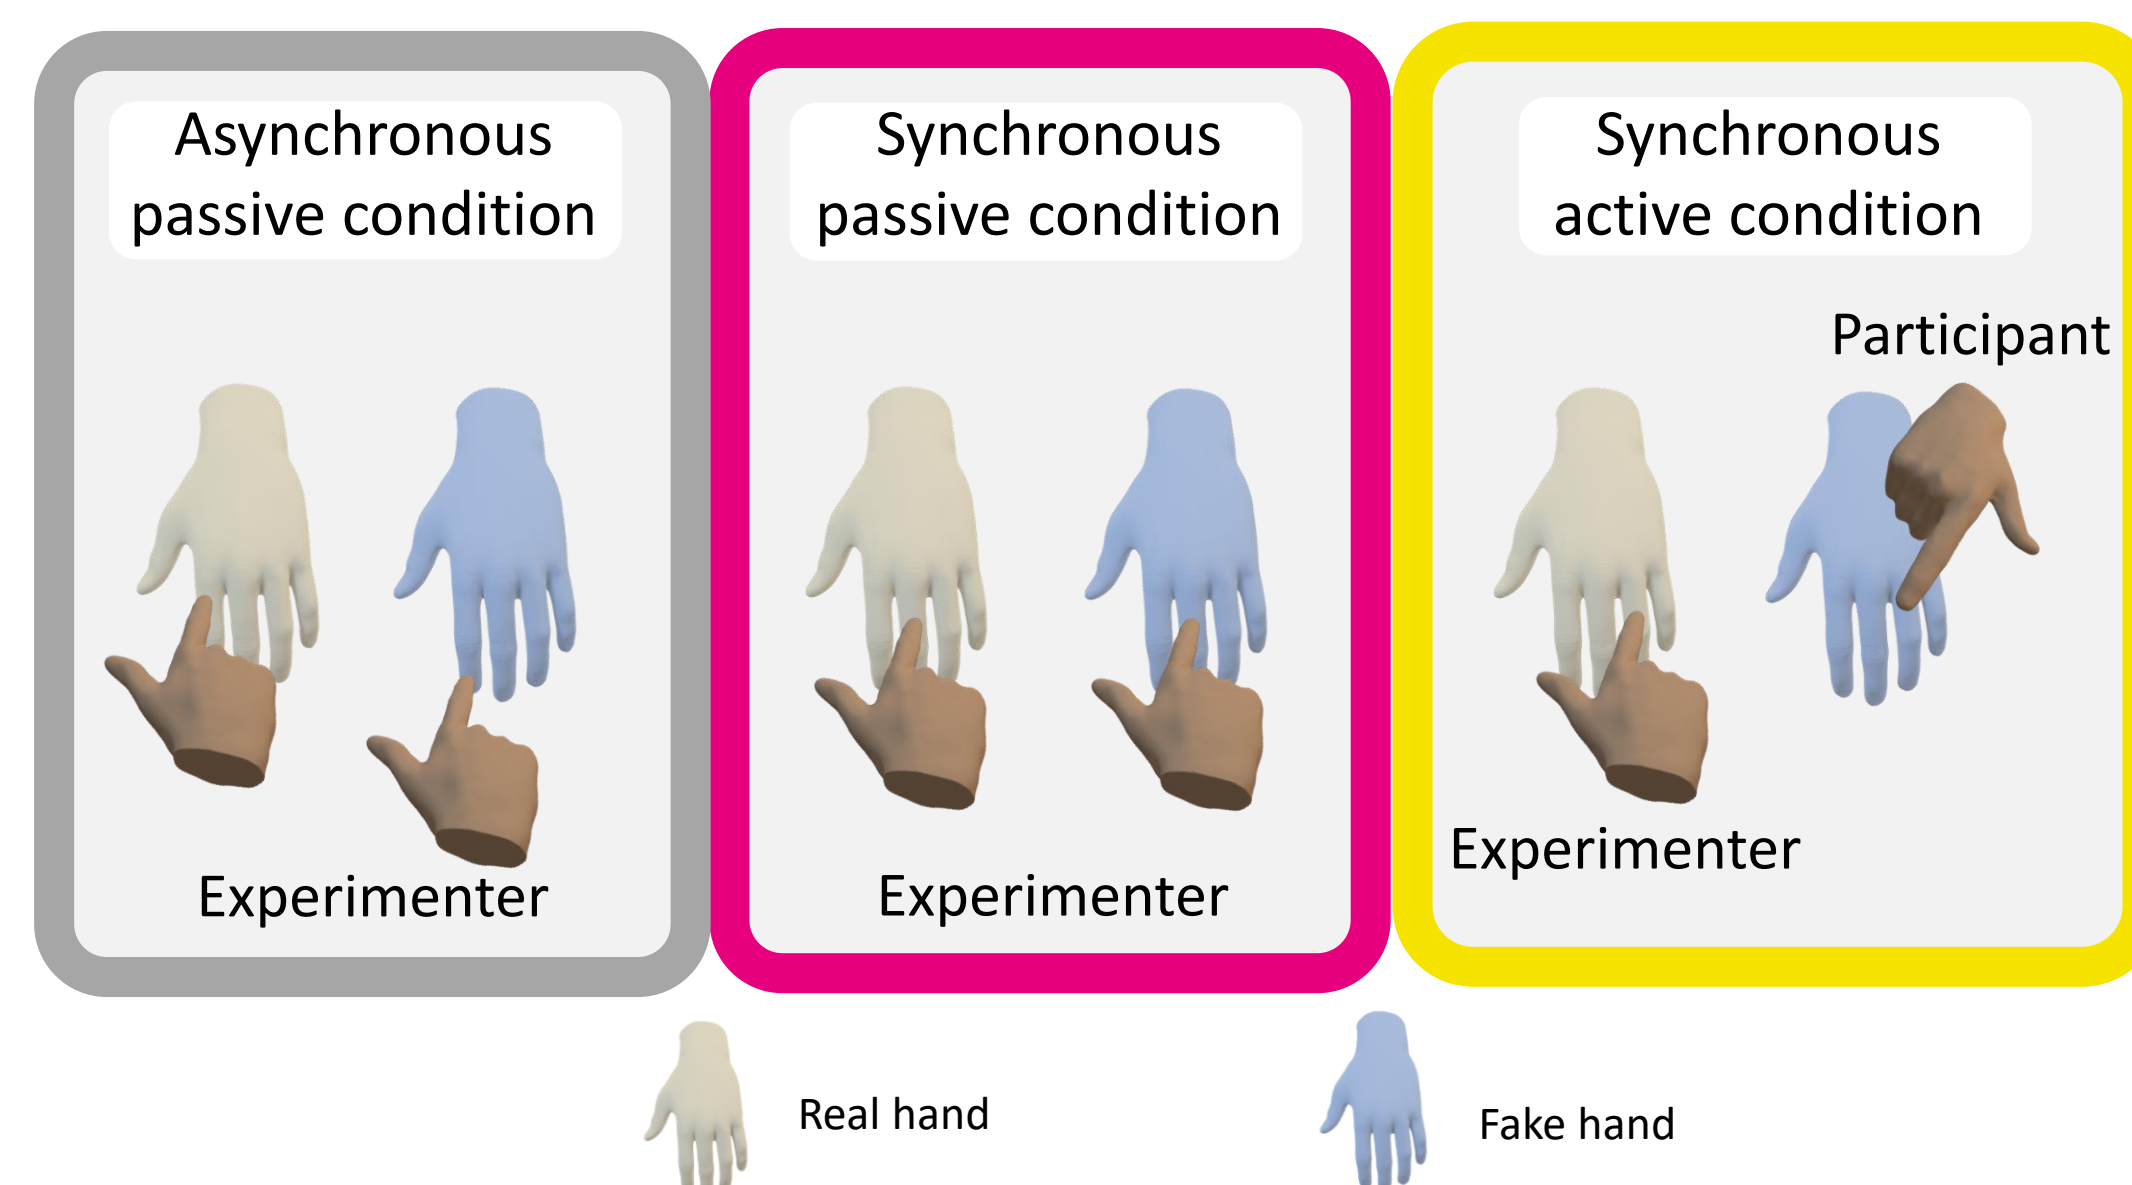 Asynchronous
passive condition
Experimenter
Synchronous
passive condition
Experimenter
Synchronous
active condition
Participant
Experimenter
Real hand
Fake hand